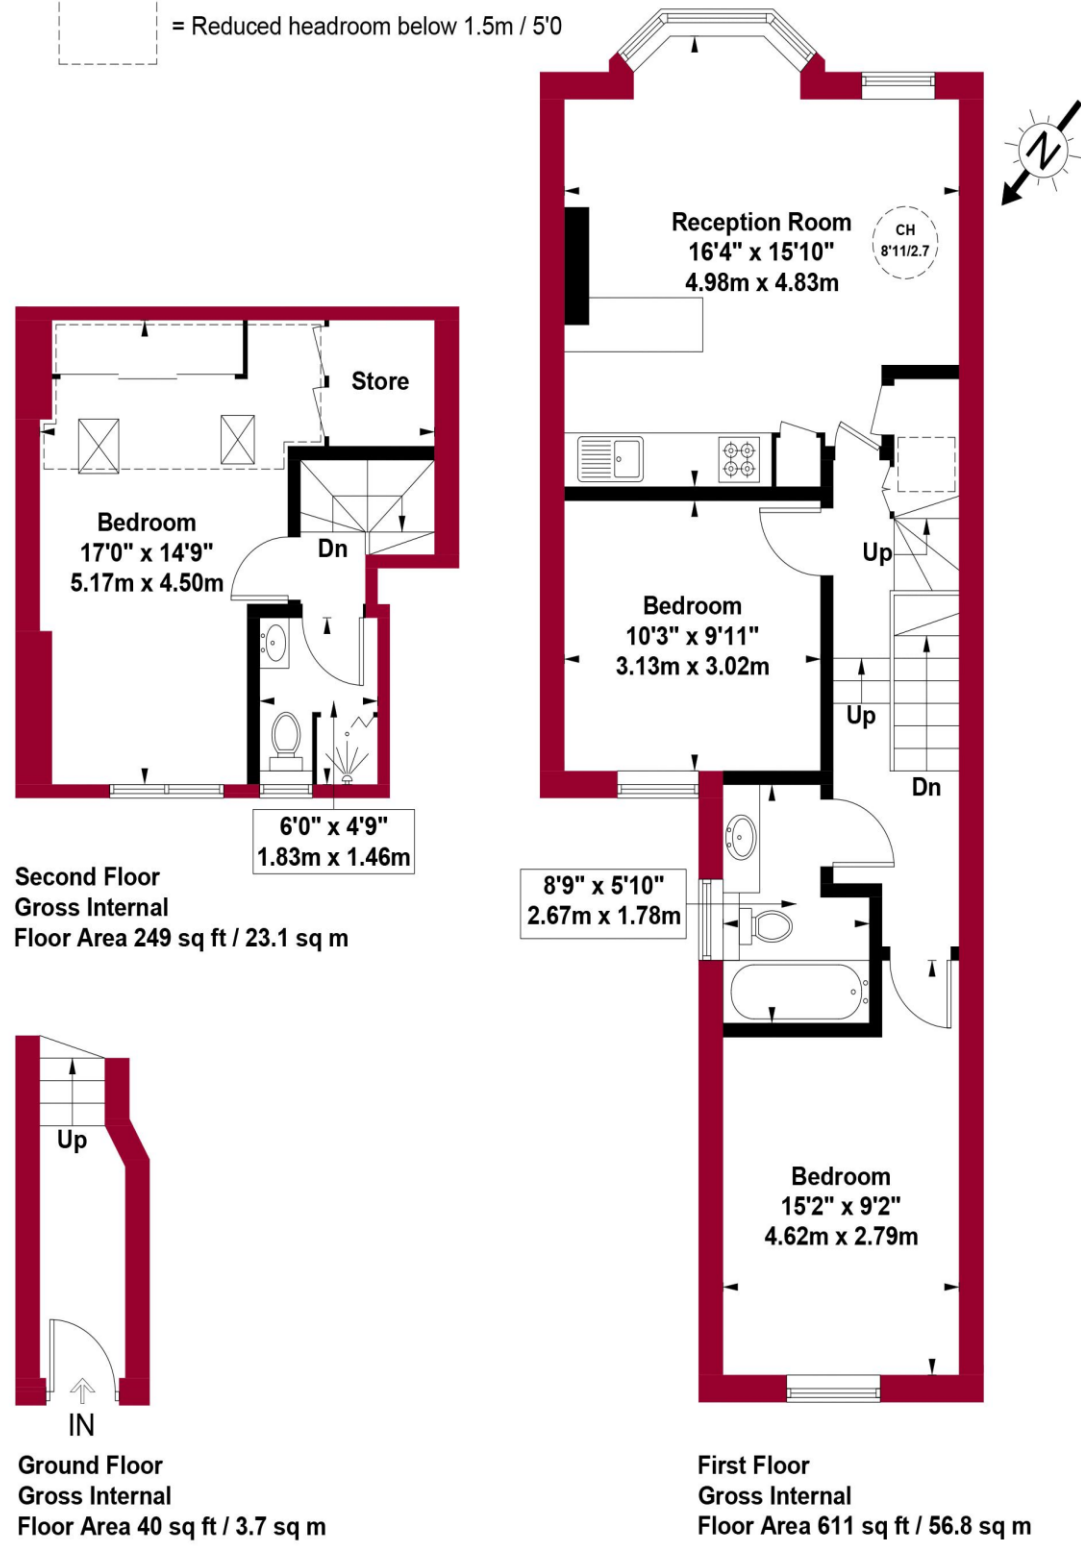 = Reduced headroom below 1.5m / 5'0
N
Reception Room
16'4" x 15'10"
4.98m x 4.83m
CH
8'11/2.7
Store
Bedroom
17'0" x 14'9"
5.17m x 4.50m
Dn
6'0" x 4'9"
1.83m x 1.46m
Second Floor
Gross Internal
Floor Area 249 sq ft / 23.1 sq m
Up
Bedroom
10'3" x 9'11"
3.13m x 3.02m
Up
Dn
8'9" x 5'10"
2.67m x 1.78m
Bedroom
15'2" x 9'2"
4.62m x 2.79m
Up
IN
Ground Floor
Gross Internal
Floor Area 40 sq ft / 3.7 sq m
First Floor
Gross Internal
Floor Area 611 sq ft / 56.8 sq m